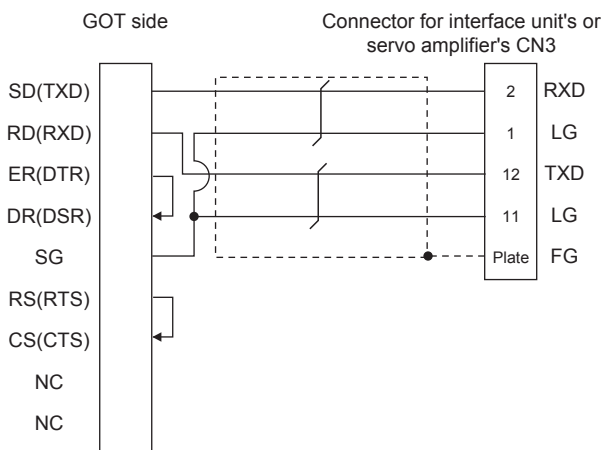 GOT side
Connector for interface unit's or
servo amplifier's CN3
SD(TXD) 2 RXD
RD(RXD) 1 LG
ER(DTR) 12 TXD
DR(DSR) 11 LG
SG Plate FG
RS(RTS)
CS(CTS)
NC
NC